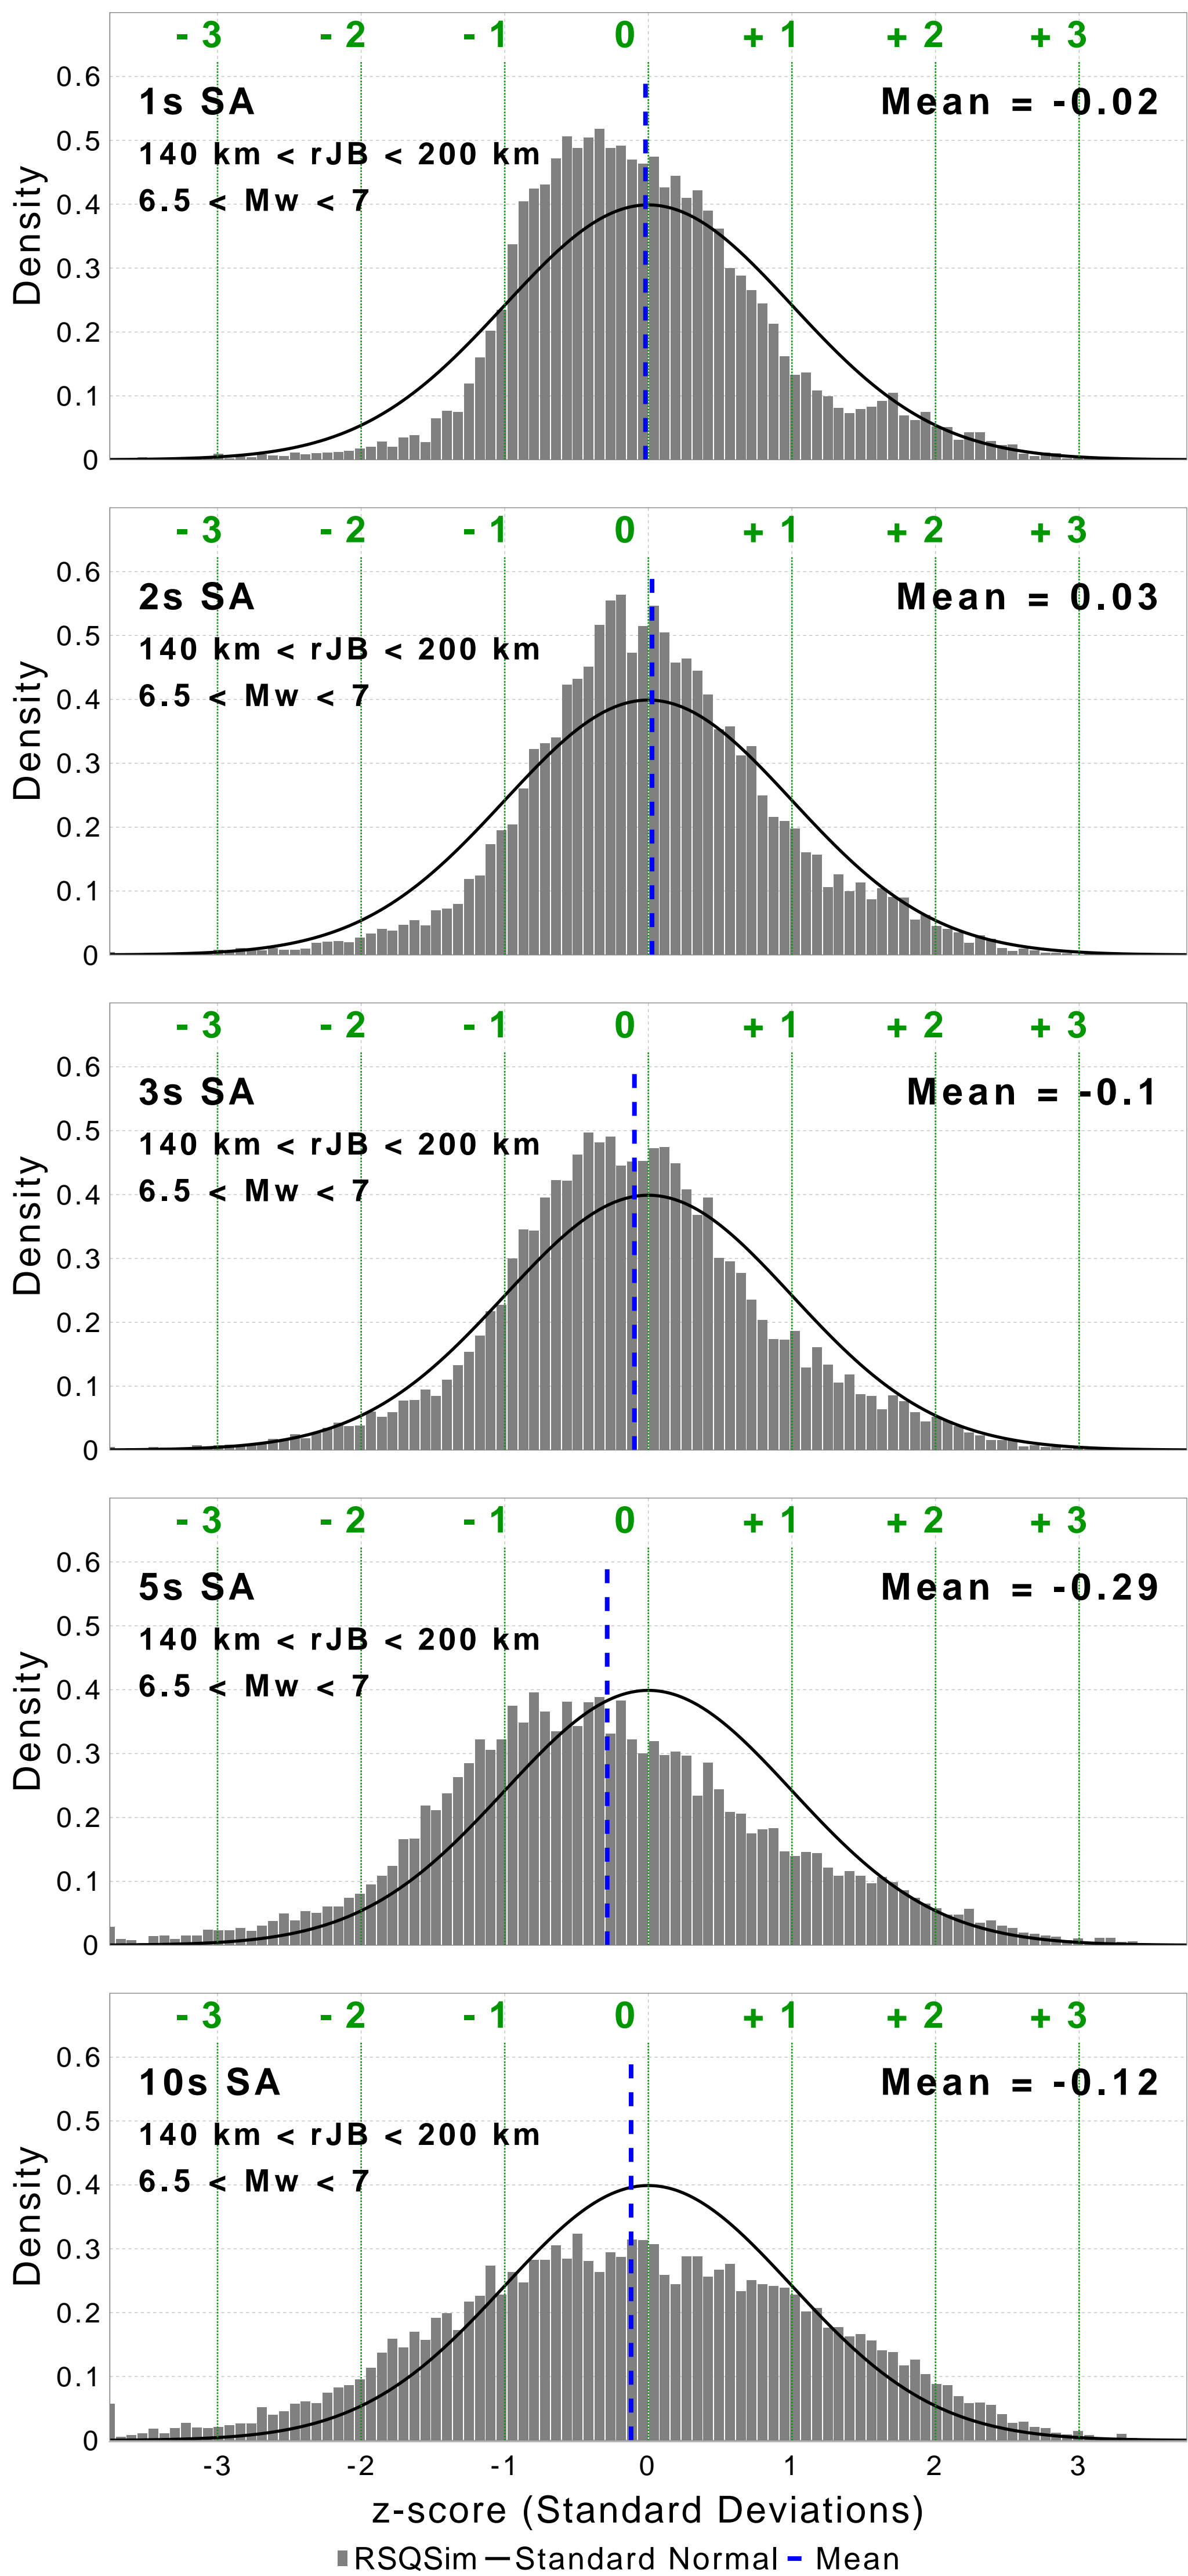 - 3 - 2 - 1 0 + 1 + 2 + 3
0.6
1s SA Mean = -0.02
0.5
140 km < rJB < 200 km
0.4
6.5 < Mw < 7
0.3
0.2
0.1
0
Density
- 3 - 2 - 1 0 + 1 + 2 + 3
0.6
2s SA Mean = 0.03
0.5
140 km < rJB < 200 km
0.4
6.5 < Mw < 7
0.3
0.2
0.1
0
Density
- 3 - 2 - 1 0 + 1 + 2 + 3
0.6
3s SA Mean = -0.1
0.5
140 km < rJB < 200 km
0.4
6.5 < Mw < 7
0.3
0.2
0.1
0
Density
- 3 - 2 - 1 0 + 1 + 2 + 3
0.6
5s SA Mean = -0.29
0.5
140 km < rJB < 200 km
0.4
6.5 < Mw < 7
0.3
0.2
0.1
0
Density
- 3 - 2 - 1 0 + 1 + 2 + 3
0.6
10s SA Mean = -0.12
0.5
140 km < rJB < 200 km
0.4
6.5 < Mw < 7
0.3
0.2
0.1
0
Density
-3 -2 -1 0 1 2 3
z-score (Standard Deviations)
RSQSim Standard Normal Mean